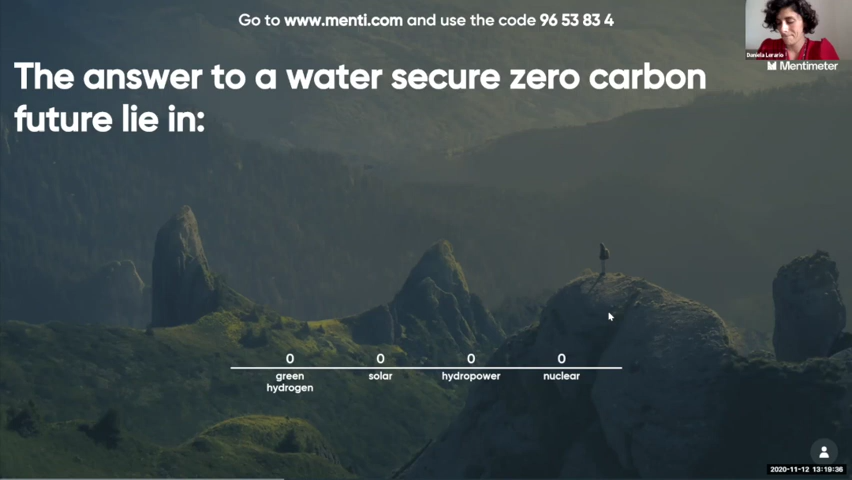 Go to www.menti.com and use the code 96 53 83 4
Daniela Lerario
Mentimeter
The answer to a water secure zero carbon
future lie in:
0 0 0 0
green solar hydropower nuclear
hydrogen
2020-11-12 13:19:36